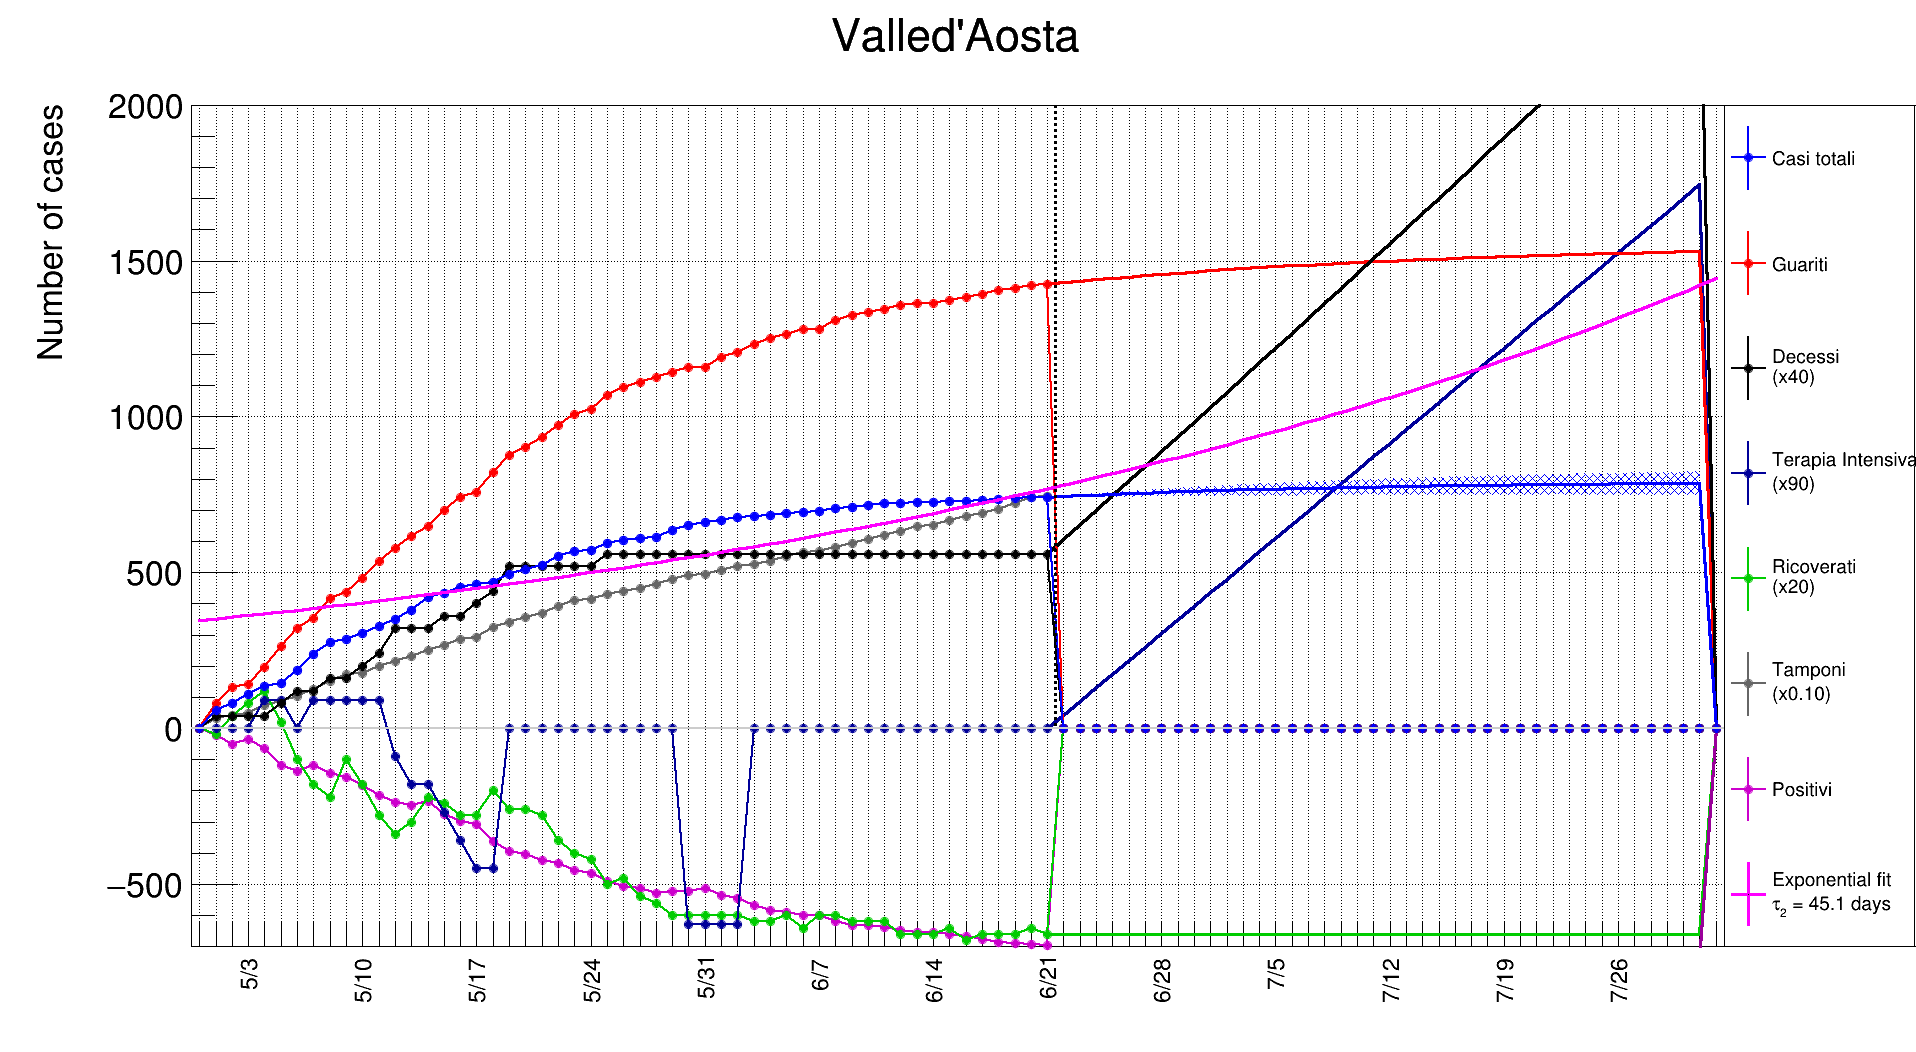 Valled'Aosta
Number of cases
2000
1500
1000
500
0
−500
5/3
5/10
5/17
5/24
5/31
6/7
6/14
6/21
6/28
7/5
7/12
7/19
7/26
Casi totali
Guariti
Decessi
(x40)
Terapia Intensiva
(x90)
Ricoverati
(x20)
Tamponi
(x0.10)
Positivi
Exponential fit
τ2 = 45.1 days